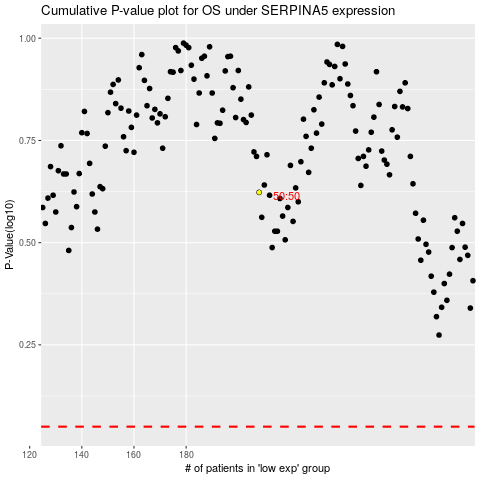 Cumulative P-value plot for OS under SERPINA5 expression
P-Value(log10)
1.00
0.75
0.50
0.25
50:50
120 140 160 180
# of patients in 'low exp' group